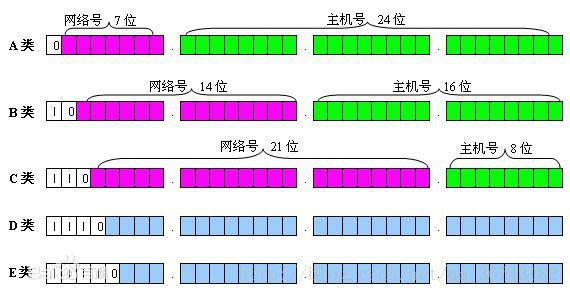 网络号 7 位 主机号 24 位
A 类 0 . . .
网络号 14 位 主机号 16 位
B 类 1 0 . . .
网络号 21 位 主机号 8 位
C 类 1 1 0 . . .
D 类 1 1 1 0 . . .
E 类 1 1 1 1 0 . . .